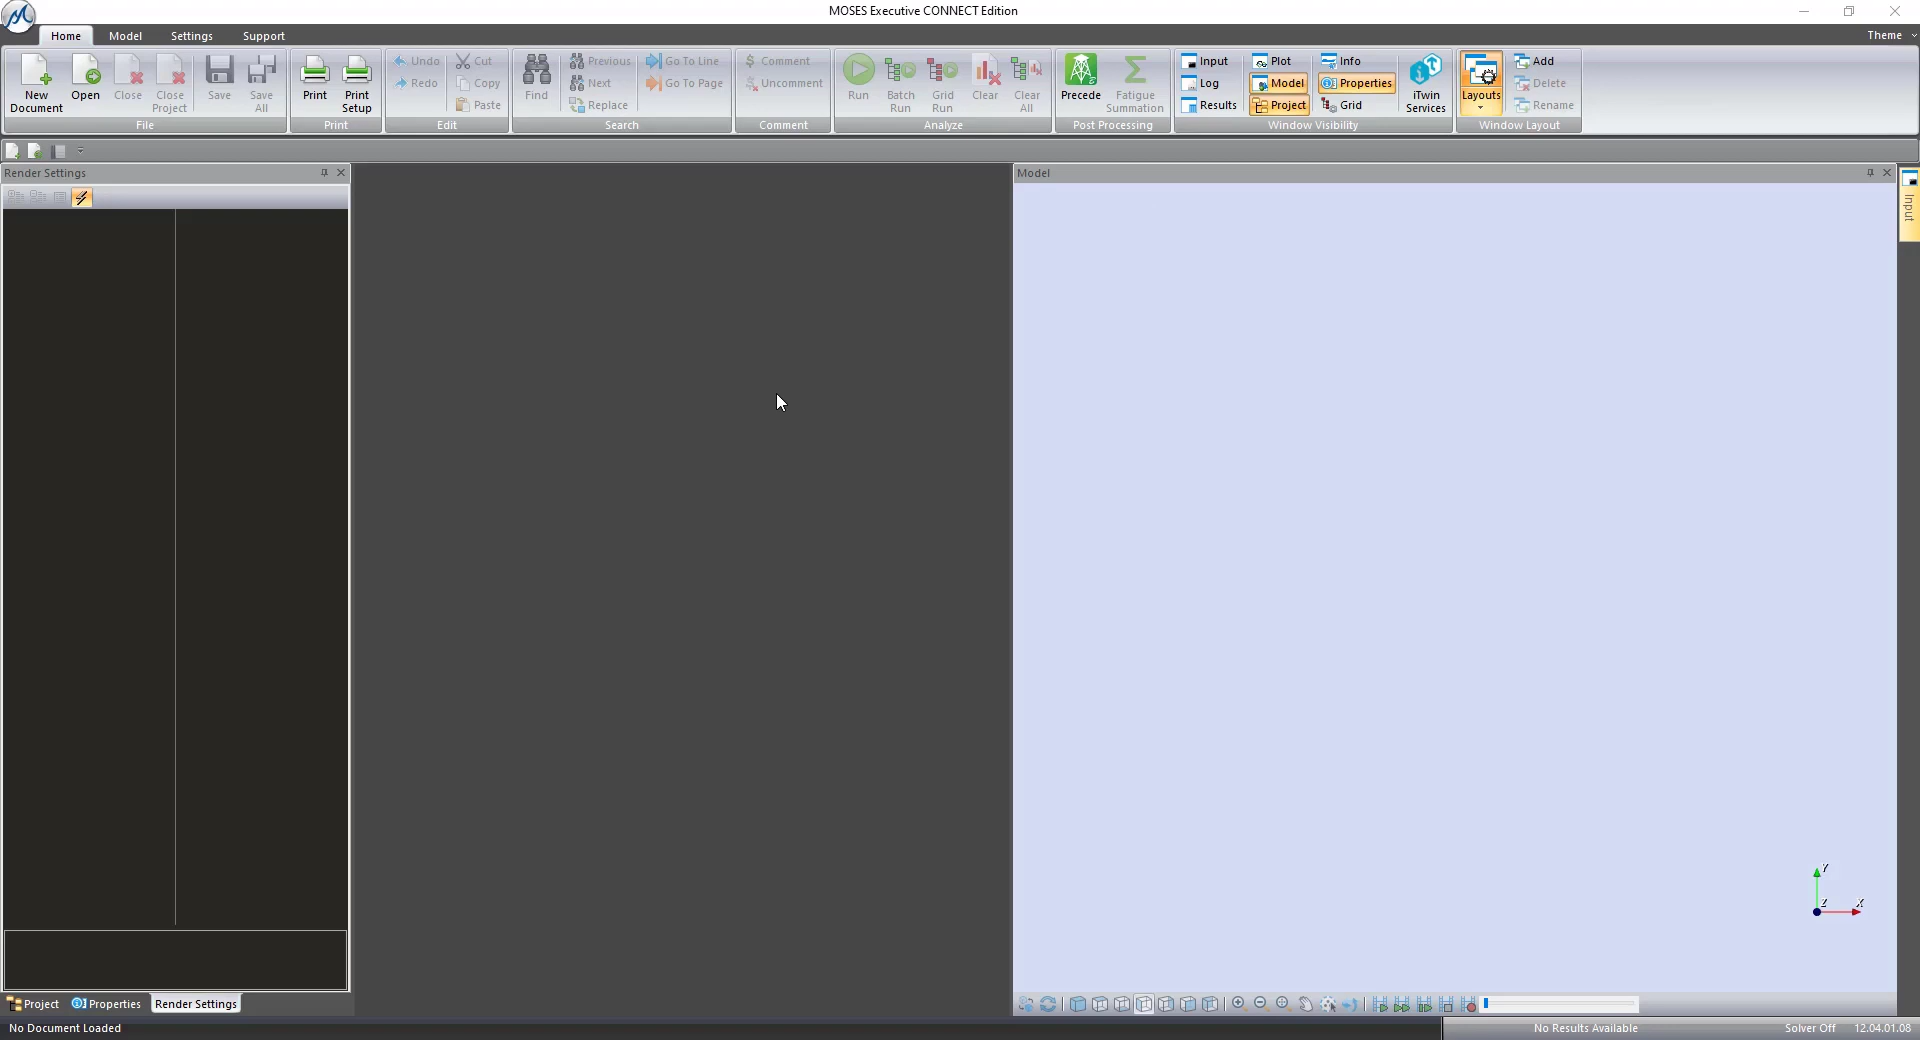 MOSES Executive CONNECT Edition
Home Model Settings Support
Theme
New Document
Open
Close
Close Project
Save
Save All
File
Print
Print Setup
Print
Undo
Redo
Cut
Copy
Paste
Edit
Find
Previous
Next
Replace
Go To Line
Go To Page
Search
Comment
Uncomment
Comment
Run
Batch Run
Grid Run
Clear
Clear All
Analyze
Precede
Fatigue Summation
Post Processing
Input
Log
Results
Plot
Model
Project
Info
Properties
Grid
iTwin Services
Window Visibility
Layouts
Add
Delete
Rename
Window Layout
Render Settings
Model
Input
Y
Z
X
Project
Properties
Render Settings
No Document Loaded
No Results Available
Solver Off
12.04.01.08